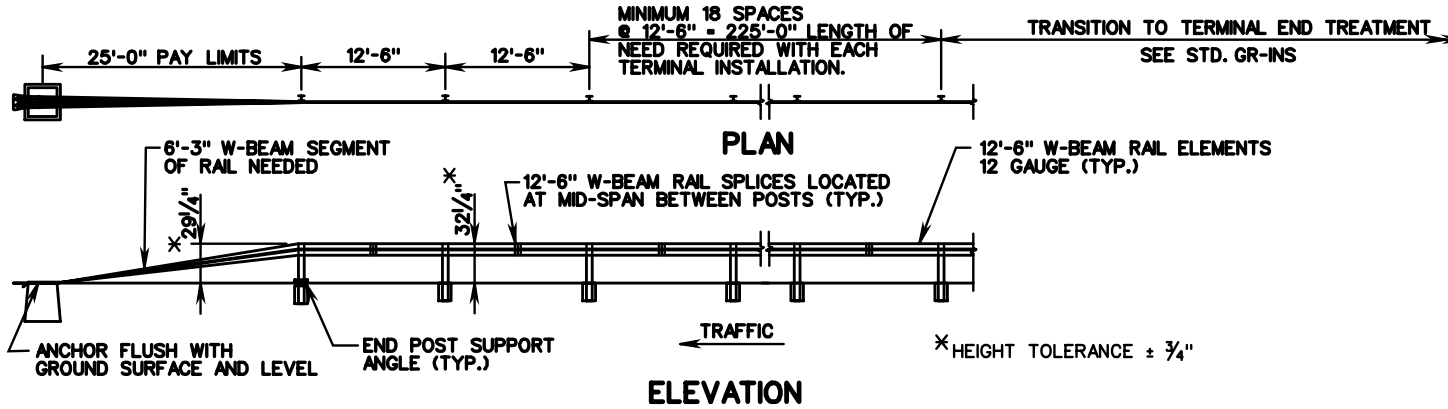 MINIMUM 18 SPACES
@ 12'-6" = 225'-0" LENGTH OF
NEED REQUIRED WITH EACH
TERMINAL INSTALLATION.
TRANSITION TO TERMINAL END TREATMENT
SEE STD. GR-INS
25'-0" PAY LIMITS
12'-6"
12'-6"
PLAN
6'-3" W-BEAM SEGMENT
OF RAIL NEEDED
* 29¼"
* 32¼"
12'-6" W-BEAM RAIL SPLICES LOCATED
AT MID-SPAN BETWEEN POSTS (TYP.)
12'-6" W-BEAM RAIL ELEMENTS
12 GAUGE (TYP.)
ANCHOR FLUSH WITH
GROUND SURFACE AND LEVEL
END POST SUPPORT
ANGLE (TYP.)
TRAFFIC
* HEIGHT TOLERANCE ± ¾"
ELEVATION